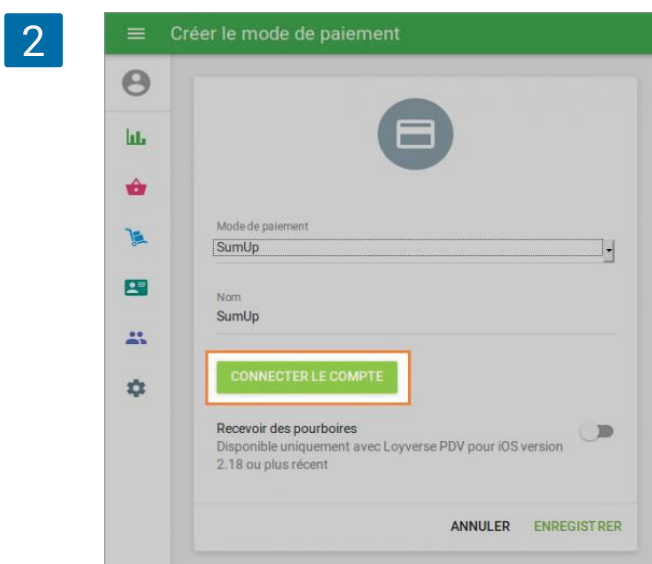 2
Créer le mode de paiement
Mode de paiement
SumUp
Nom
SumUp
CONNECTER LE COMPTE
Recevoir des pourboires
Disponible uniquement avec Loyverse PDV pour iOS version
2.18 ou plus récent
ANNULER ENREGISTRER